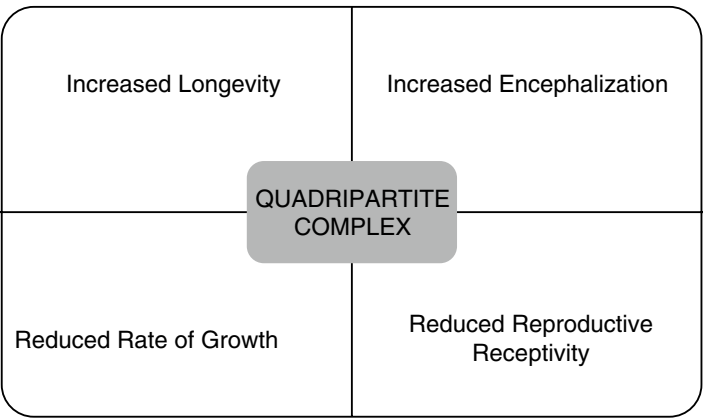 Increased Longevity
Increased Encephalization
QUADRIPARTITE
COMPLEX
Reduced Rate of Growth
Reduced Reproductive
Receptivity